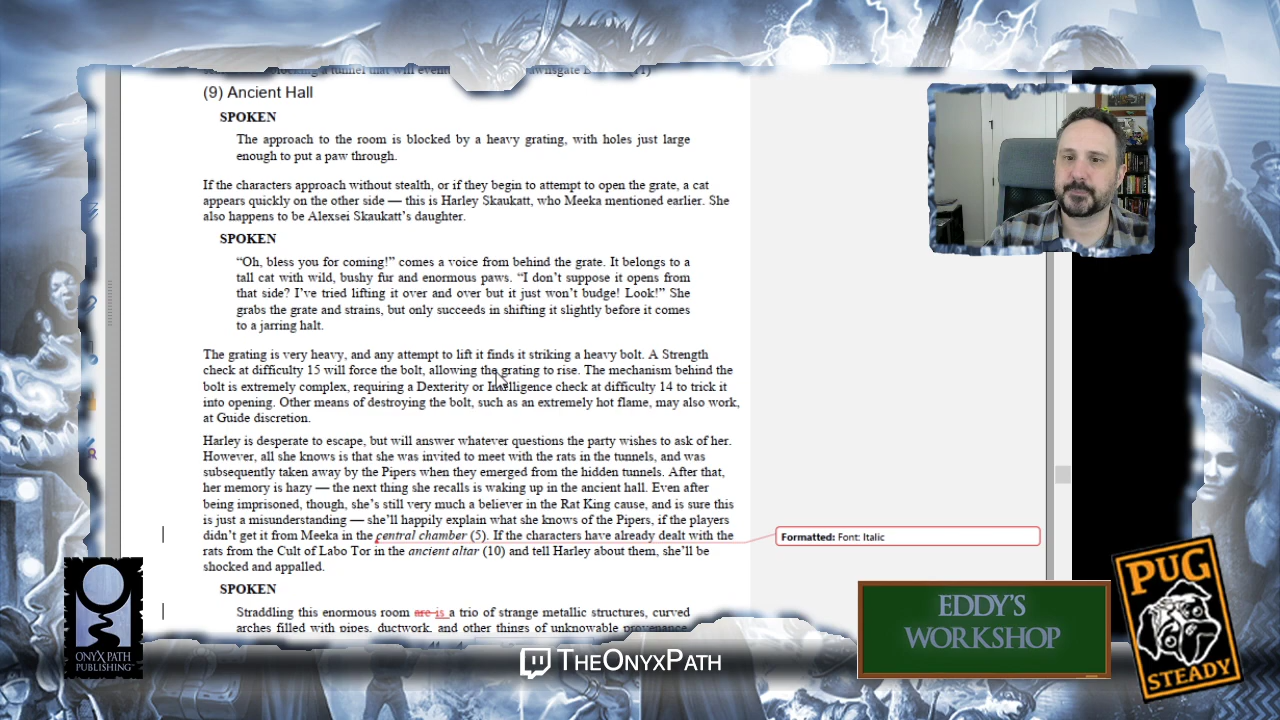 (9) Ancient Hall
SPOKEN
The approach to the room is blocked by a heavy grating, with holes just large
enough to put a paw through.
If the characters approach without stealth, or if they begin to attempt to open the grate, a cat
appears quickly on the other side — this is Harley Skaukatt, who Meeka mentioned earlier. She
also happens to be Alexsei Skaukatt's daughter.
SPOKEN
“Oh, bless you for coming!” comes a voice from behind the grate. It belongs to a
tall cat with wild, bushy fur and enormous paws. “I don't suppose it opens from
that side? I've tried lifting it over and over but it just won't budge! Look!” She
grabs the grate and strains, but only succeeds in shifting it slightly before it comes
to a jarring halt.
The grating is very heavy, and any attempt to lift it finds it striking a heavy bolt. A Strength
check at difficulty 15 will force the bolt, allowing the grating to rise. The mechanism behind the
bolt is extremely complex, requiring a Dexterity or Intelligence check at difficulty 14 to trick it
into opening. Other means of destroying the bolt, such as an extremely hot flame, may also work,
at Guide discretion.
Harley is desperate to escape, but will answer whatever questions the party wishes to ask of her.
However, all she knows is that she was invited to meet with the rats in the tunnels, and was
subsequently taken away by the Pipers when they emerged from the hidden tunnels. After that,
her memory is hazy — the next thing she recalls is waking up in the ancient hall. Even after
being imprisoned, though, she's still very much a believer in the Rat King cause, and is sure this
is just a misunderstanding — she'll happily explain what she knows of the Pipers, if the players
didn't get it from Meeka in the central chamber (5). If the characters have already dealt with the
rats from the Cult of Labo Tor in the ancient altar (10) and tell Harley about them, she'll be
shocked and appalled.
Formatted: Font: Italic
SPOKEN
Straddling this enormous room are is a trio of strange metallic structures, curved
arches filled with pipes, ductwork, and other things of unknowable provenance
ONYX PATH
PUBLISHING
THEONYXPATH
EDDY'S
WORKSHOP
PUG
STEADY